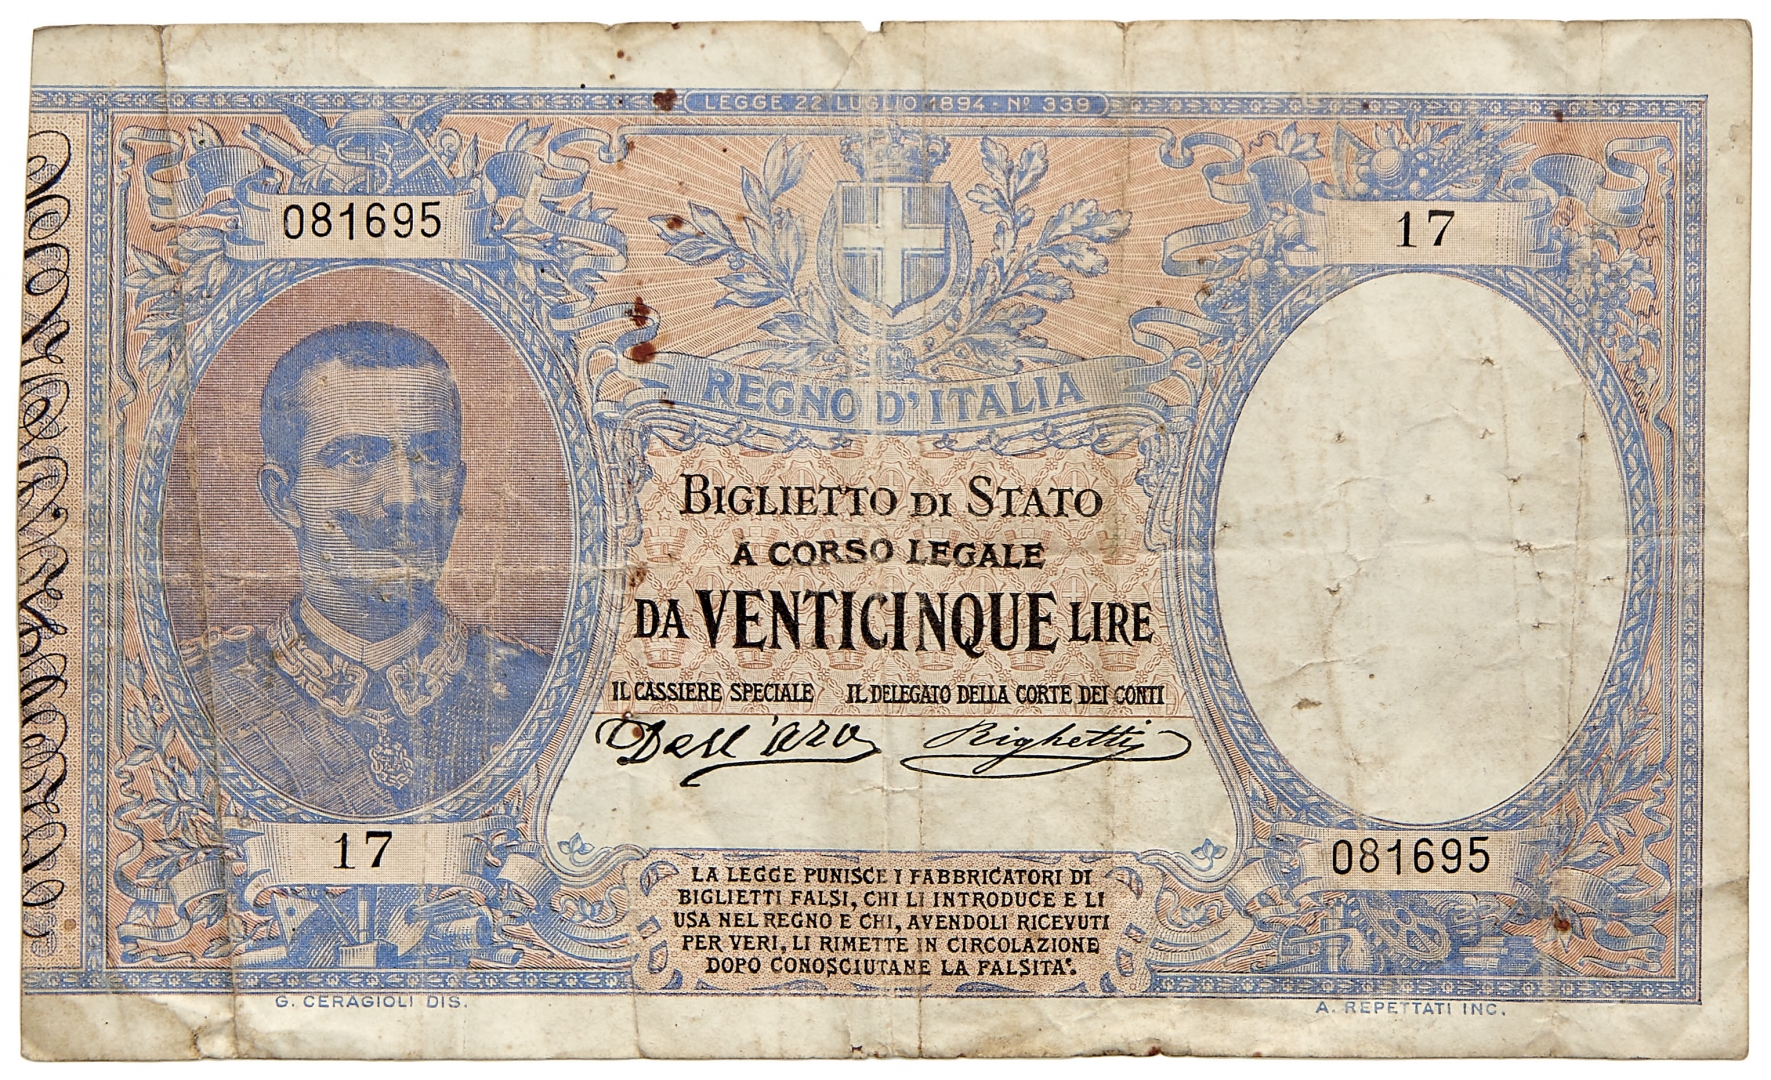 LEGGE 22 LUGLIO 1894 - Nº 339
081695
17
REGNO D'ITALIA
BIGLIETTO DI STATO
A CORSO LEGALE
DA VENTICINQUE LIRE
IL CASSIERE SPECIALE IL DELEGATO DELLA CORTE DEI CONTI
Dell'Oro Righetti
17
081695
LA LEGGE PUNISCE I FABBRICATORI DI
BIGLIETTI FALSI, CHI LI INTRODUCE E LI
USA NEL REGNO E CHI, AVENDOLI RICEVUTI
PER VERI, LI RIMETTE IN CIRCOLAZIONE
DOPO CONOSCIUTANE LA FALSITA'.
G. CERAGIOLI DIS. A. REPETTATI INC.